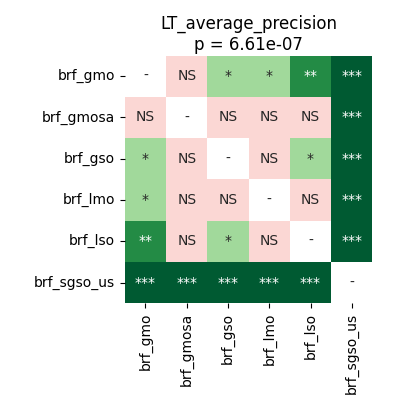 LT_average_precision
p = 6.61e-07
brf_gmo - NS * * ** ***
brf_gmosa NS - NS NS NS ***
brf_gso * NS - NS * ***
brf_lmo * NS NS - NS ***
brf_lso ** NS * NS - ***
brf_sgso_us *** *** *** *** *** -
brf_gmo brf_gmosa brf_gso brf_lmo brf_lso brf_sgso_us